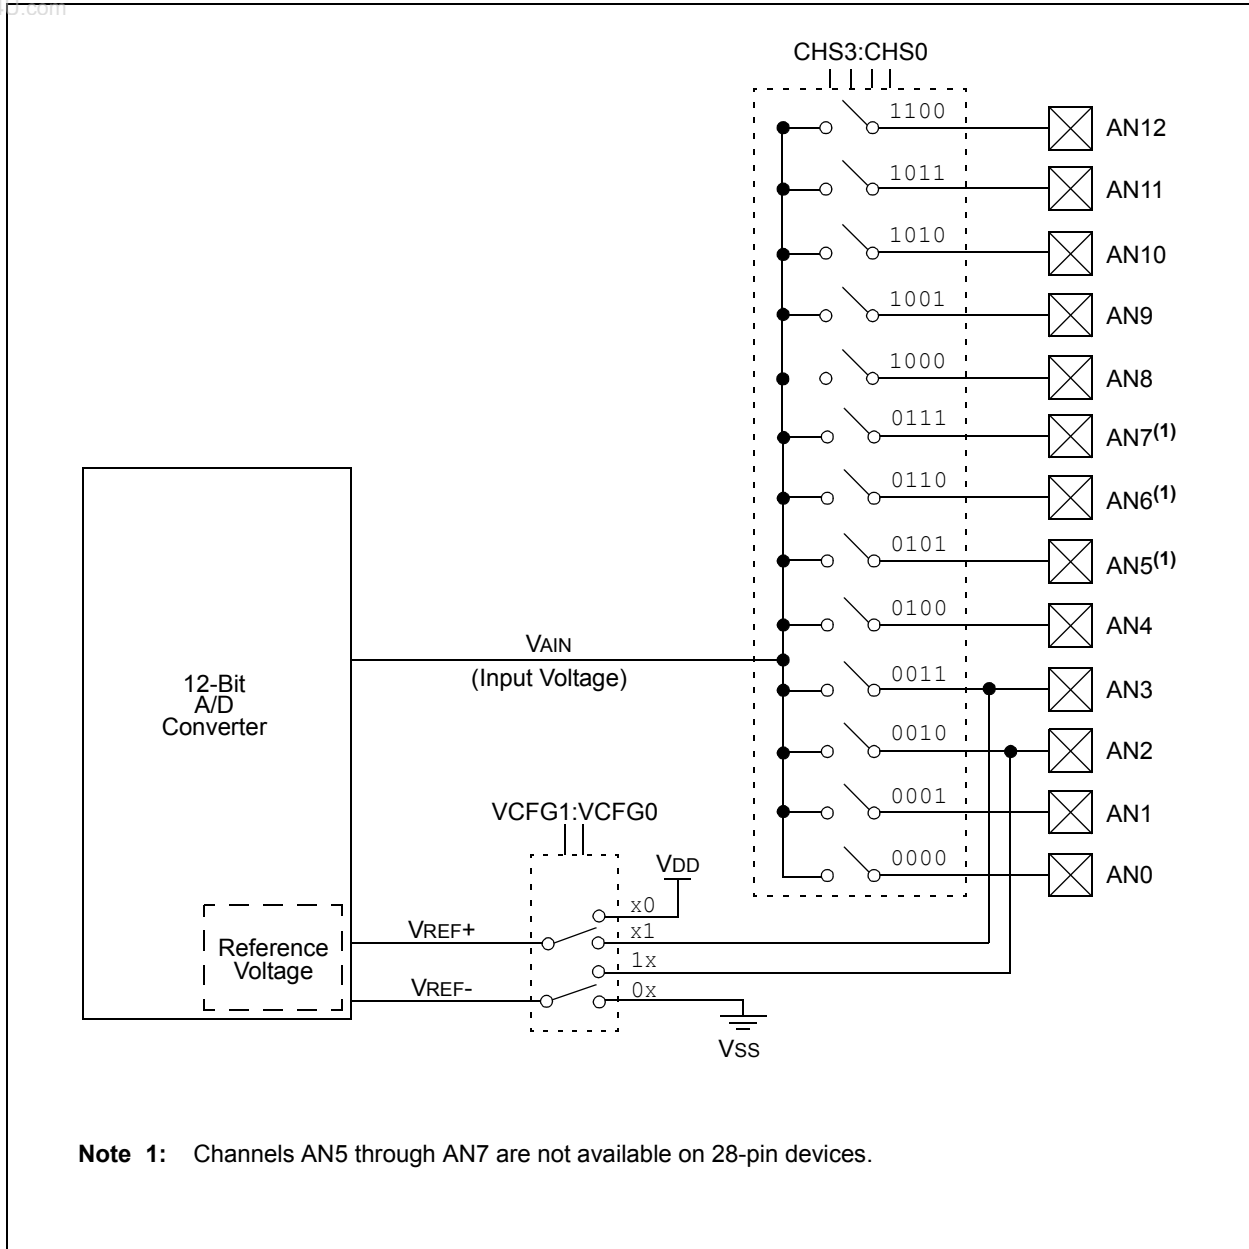 4U.com
CHS3:CHS0
1100
AN12
1011
AN11
1010
AN10
1001
AN9
1000
AN8
0111
AN7(1)
0110
AN6(1)
0101
AN5(1)
0100
AN4
VAIN
(Input Voltage)
0011
AN3
12-Bit
A/D
Converter
0010
AN2
0001
AN1
VCFG1:VCFG0
0000
AN0
VDD
x0
Reference
Voltage
VREF+
x1
1x
VREF-
0x
VSS
Note 1: Channels AN5 through AN7 are not available on 28-pin devices.